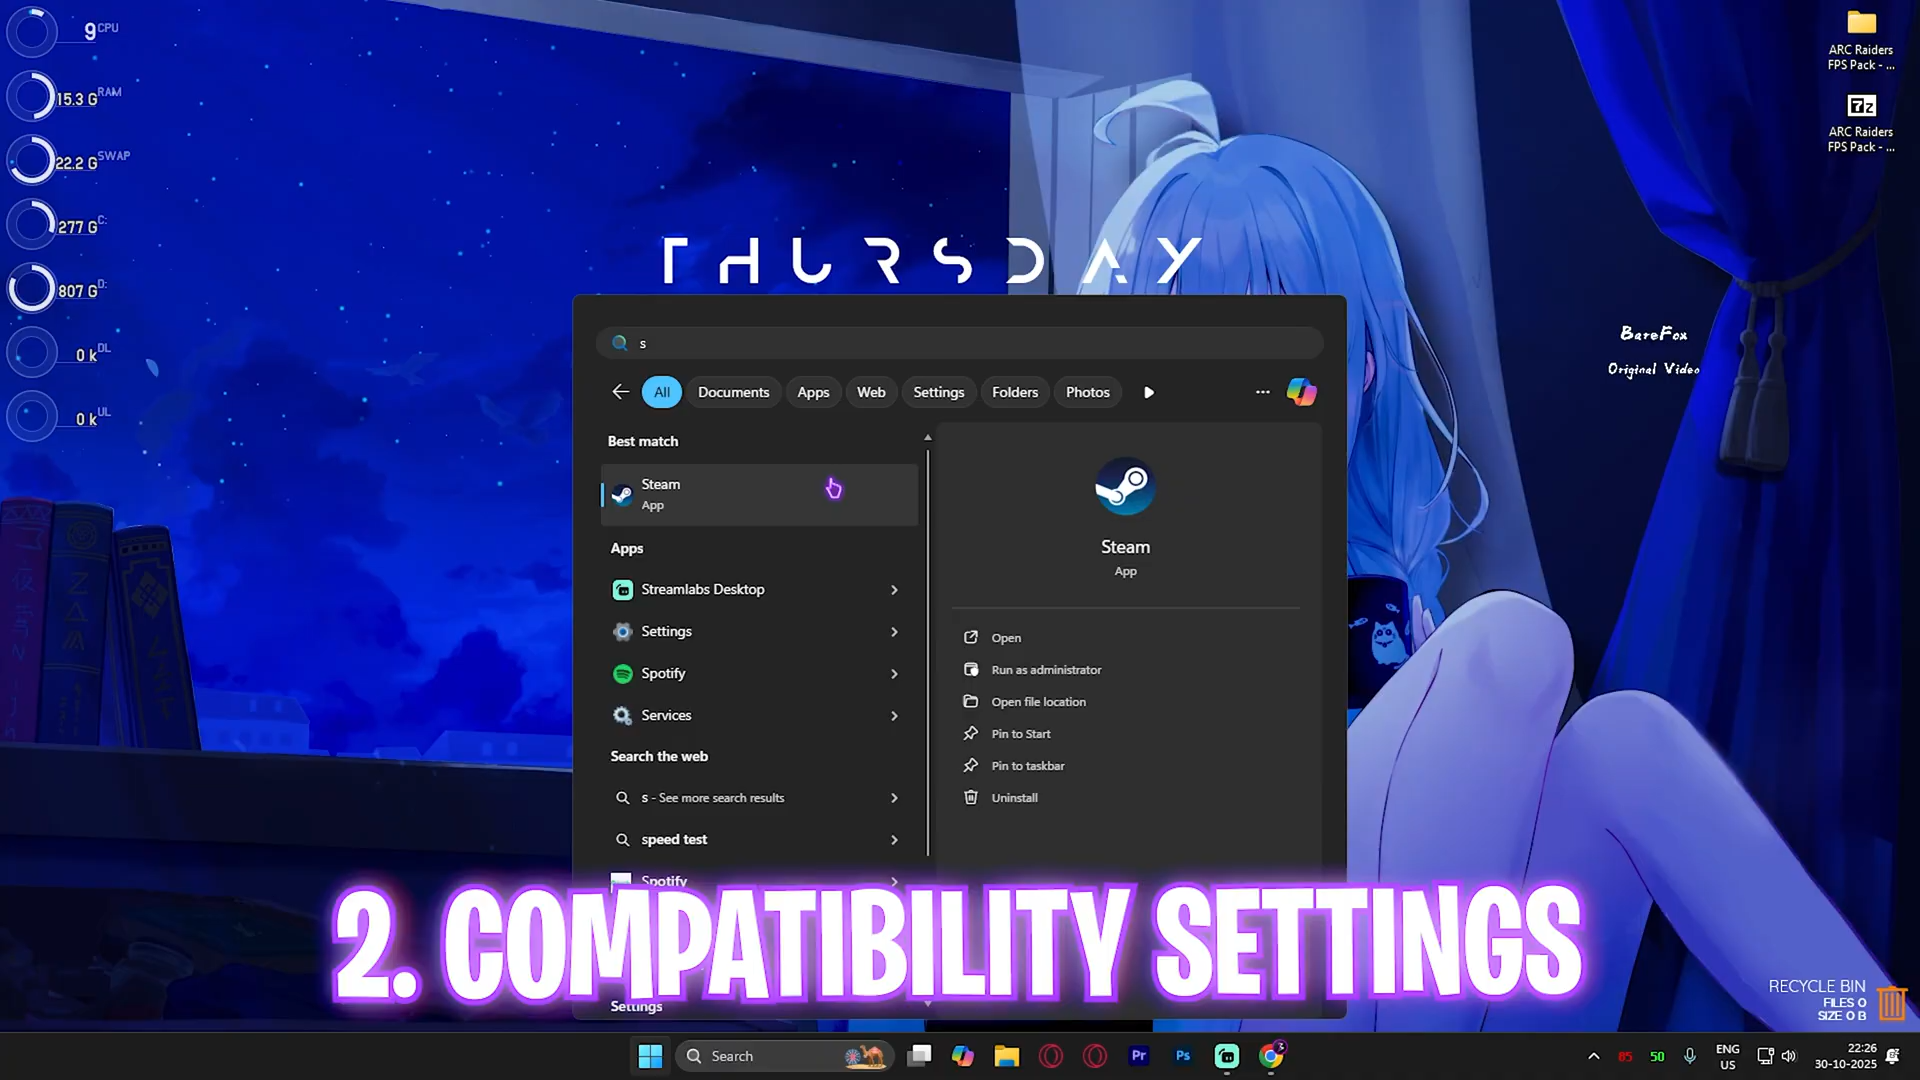 9 CPU
15.3 G RAM
22.2 G SWAP
277 G C:
807 G D:
0 k DL
0 k UL
ARC Raiders
FPS Pack - ...
7z
ARC Raiders
FPS Pack - ...
THURSDAY
BareFox
Original Video
s
All
Documents
Apps
Web
Settings
Folders
Photos
Best match
Steam
App
Apps
Streamlabs Desktop
Settings
Spotify
Services
Search the web
s - See more search results
speed test
Spotify
Settings
Steam
App
Open
Run as administrator
Open file location
Pin to Start
Pin to taskbar
Uninstall
2. COMPATIBILITY SETTINGS
RECYCLE BIN
FILES 0
SIZE 0 B
Search
Pr
Ps
3
85
50
ENG
US
22:26
30-10-2025